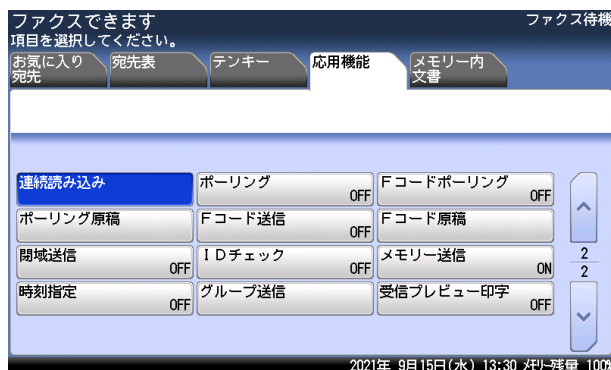 ファクスできます
ファクス待機
項目を選択してください。
お気に入り
宛先
宛先表
テンキー
応用機能
メモリー内
文書
連続読み込み
ポーリング
OFF
Fコードポーリング
OFF
ポーリング原稿
Fコード送信
OFF
Fコード原稿
閉域送信
OFF
IDチェック
OFF
メモリー送信
ON
時刻指定
OFF
グループ送信
受信プレビュー印字
OFF
2
2
2021年 9月15日(水) 13:30 メモリー残量 100%